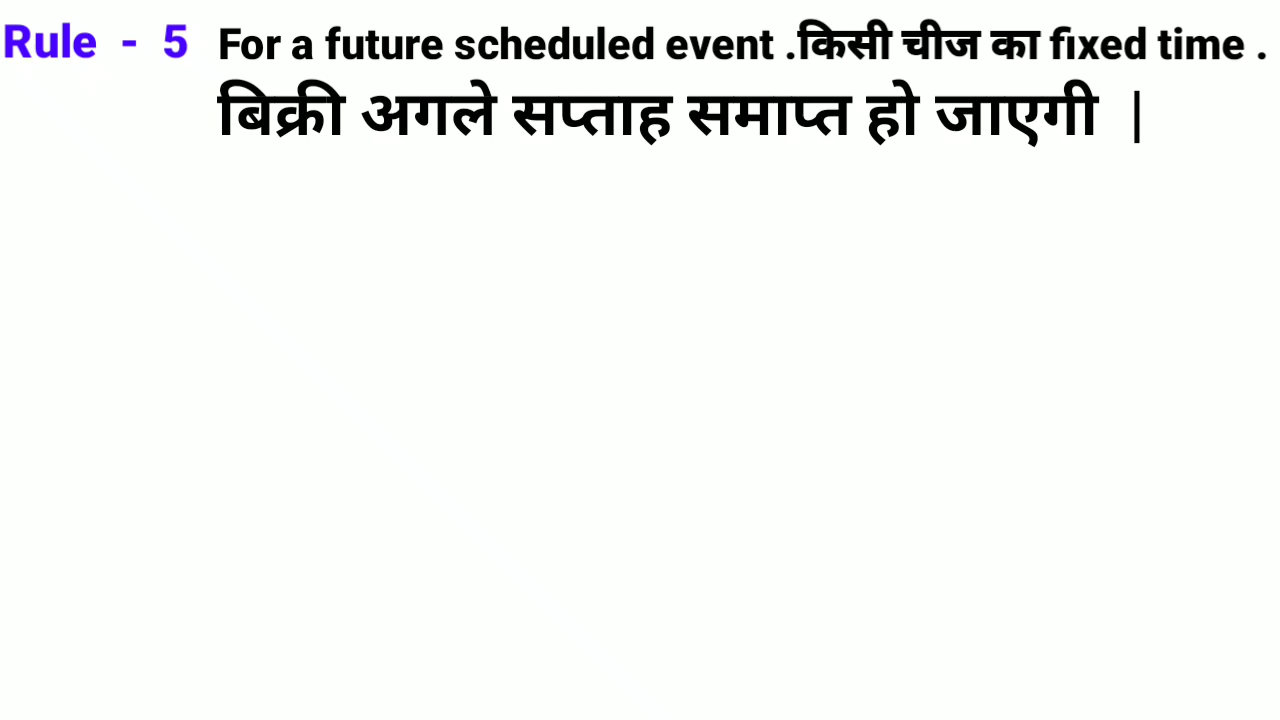 Rule - 5 For a future scheduled event .किसी चीज का fixed time .
बिक्री अगले सप्ताह समाप्त हो जाएगी |